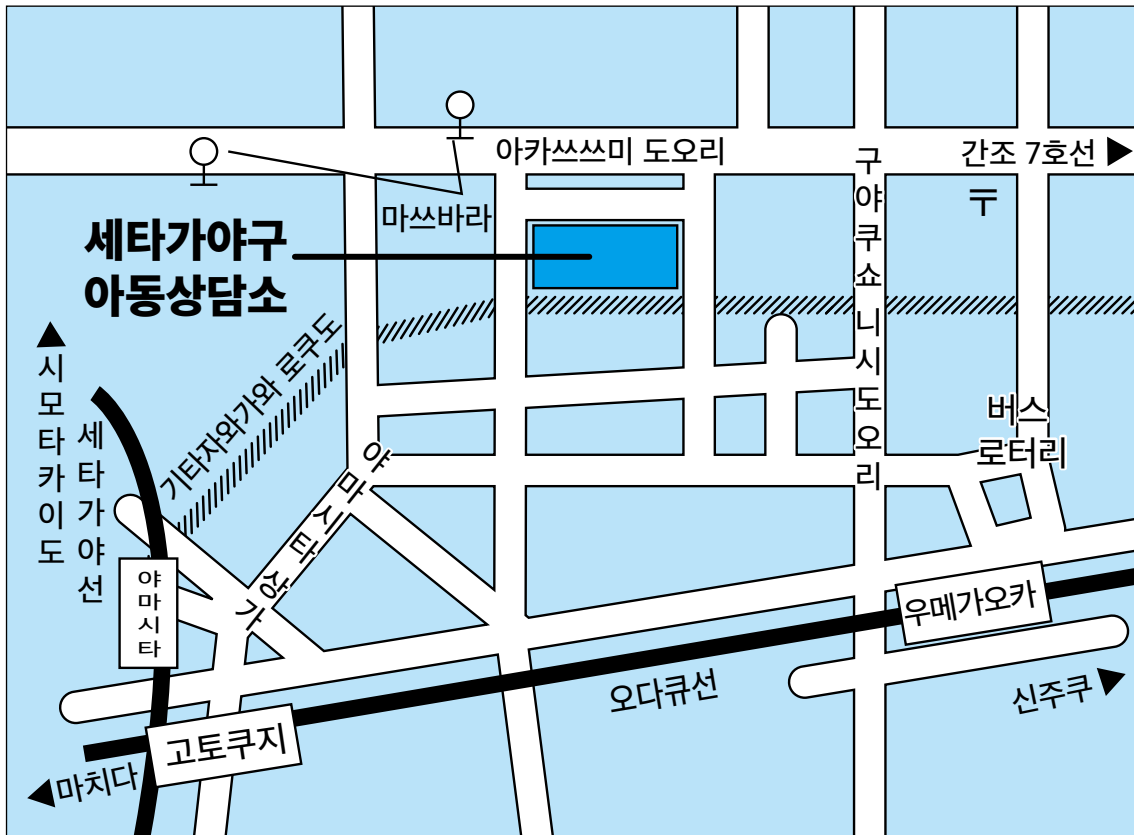 아카쓰쓰미 도오리
간조 7호선 ▶
〒
마쓰바라
세타가야구
아동상담소
구야쿠쇼 니시도오리
▲시모타카이도
세타가야선
기타자와가와 로쿠도
야마시타상가
버스
로터리
야마시타
우메가오카
오다큐선
신주쿠 ▶
고토쿠지
◀마치다